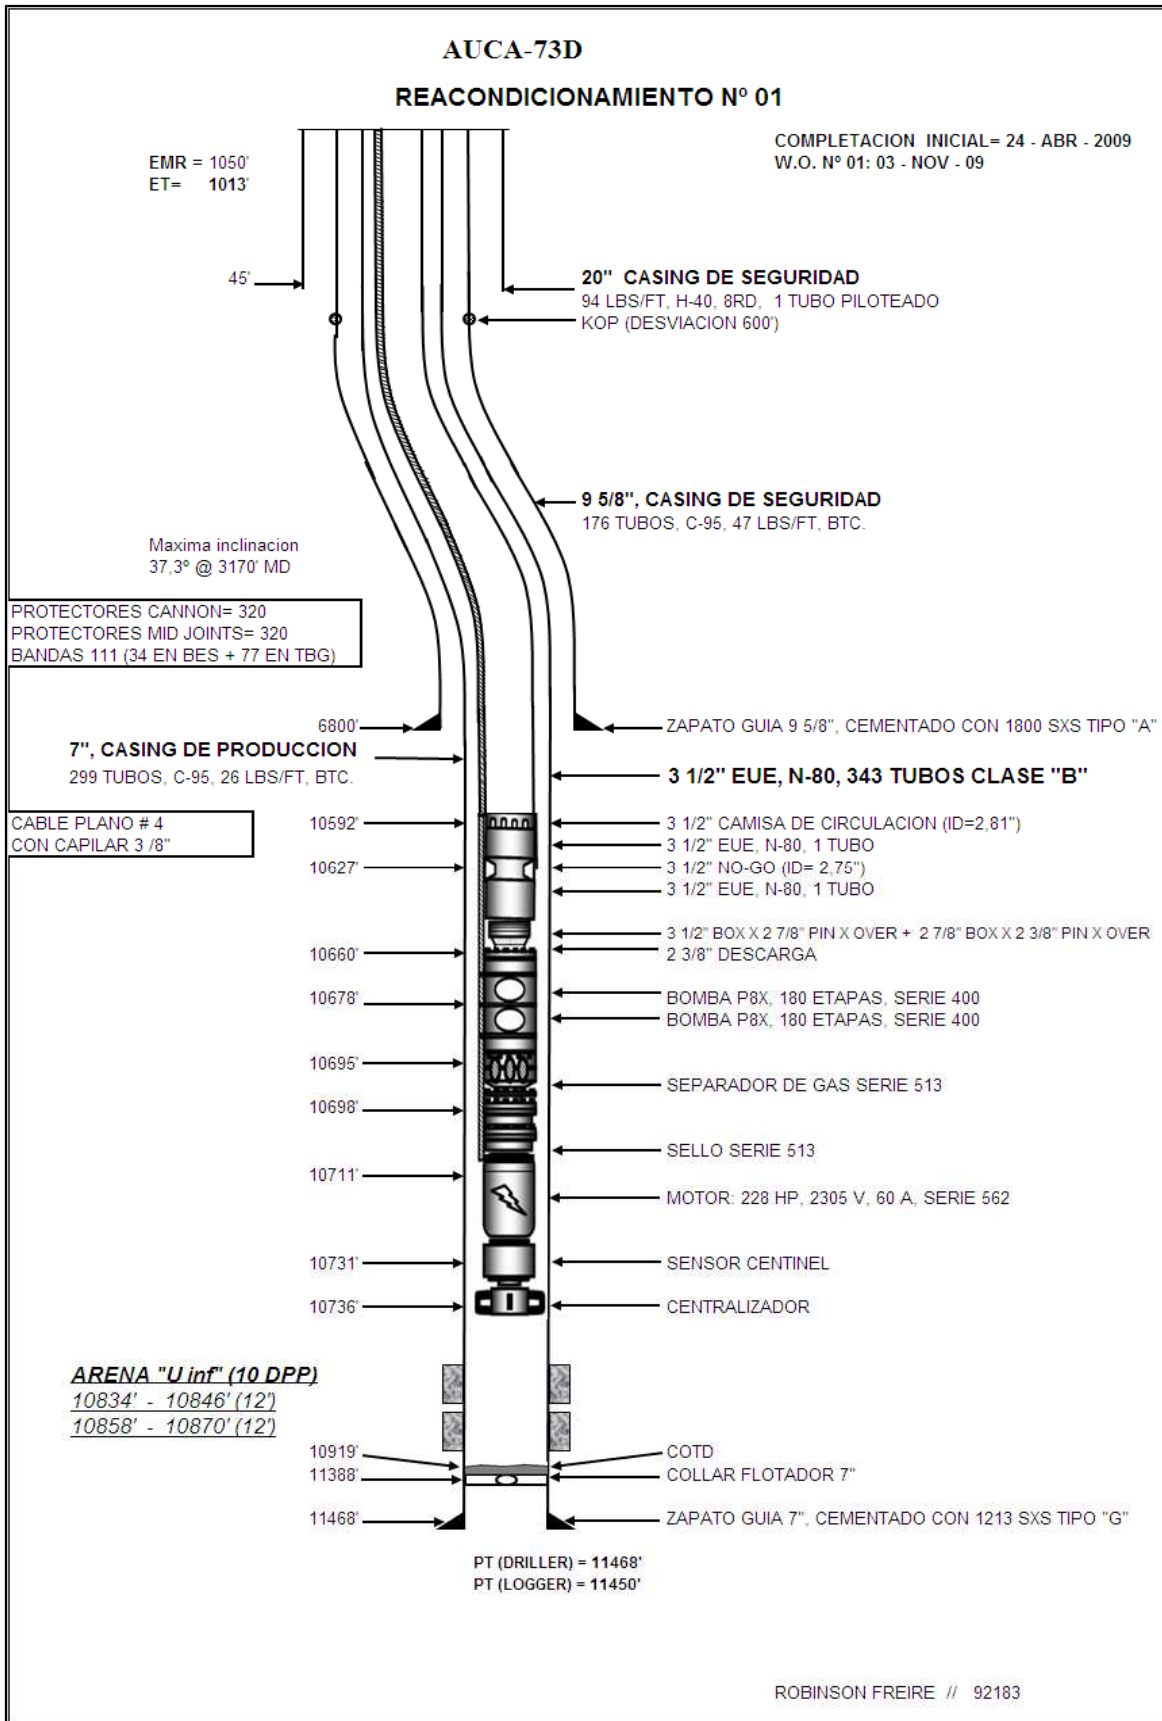 AUCA-73D
REACONDICIONAMIENTO Nº 01
COMPLETACION INICIAL= 24 - ABR - 2009
W.O. Nº 01: 03 - NOV - 09
EMR = 1050'
ET= 1013'
45'
20" CASING DE SEGURIDAD
94 LBS/FT, H-40, 8RD, 1 TUBO PILOTEADO
KOP (DESVIACION 600')
9 5/8", CASING DE SEGURIDAD
176 TUBOS, C-95, 47 LBS/FT, BTC.
Maxima inclinacion
37,3º @ 3170' MD
PROTECTORES CANNON= 320
PROTECTORES MID JOINTS= 320
BANDAS 111 (34 EN BES + 77 EN TBG)
6800'
ZAPATO GUIA 9 5/8", CEMENTADO CON 1800 SXS TIPO "A"
7", CASING DE PRODUCCION
299 TUBOS, C-95, 26 LBS/FT, BTC.
3 1/2" EUE, N-80, 343 TUBOS CLASE "B"
CABLE PLANO # 4
CON CAPILAR 3 /8"
10592'
3 1/2" CAMISA DE CIRCULACION (ID=2,81")
3 1/2" EUE, N-80, 1 TUBO
10627'
3 1/2" NO-GO (ID= 2,75")
3 1/2" EUE, N-80, 1 TUBO
3 1/2" BOX X 2 7/8" PIN X OVER + 2 7/8" BOX X 2 3/8" PIN X OVER
10660'
2 3/8" DESCARGA
10678'
BOMBA P8X, 180 ETAPAS, SERIE 400
BOMBA P8X, 180 ETAPAS, SERIE 400
10695'
SEPARADOR DE GAS SERIE 513
10698'
SELLO SERIE 513
10711'
MOTOR: 228 HP, 2305 V, 60 A, SERIE 562
10731'
SENSOR CENTINEL
10736'
CENTRALIZADOR
ARENA "U inf" (10 DPP)
10834' - 10846' (12')
10858' - 10870' (12')
10919'
COTD
11388'
COLLAR FLOTADOR 7"
11468'
ZAPATO GUIA 7", CEMENTADO CON 1213 SXS TIPO "G"
PT (DRILLER) = 11468'
PT (LOGGER) = 11450'
ROBINSON FREIRE // 92183